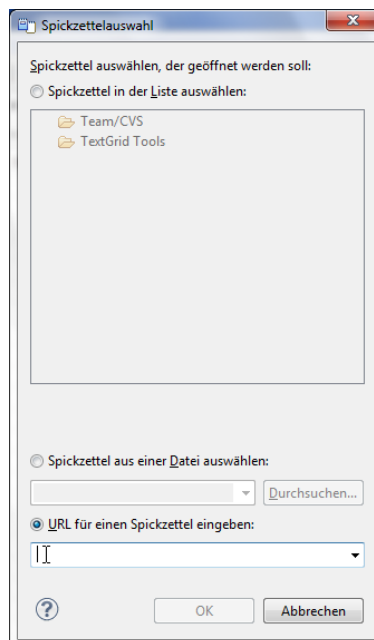 Spickzettelauswahl
Spickzettel auswählen, der geöffnet werden soll:
Spickzettel in der Liste auswählen:
Team/CVS
TextGrid Tools
Spickzettel aus einer Datei auswählen:
Durchsuchen...
URL für einen Spickzettel eingeben:
OK Abbrechen